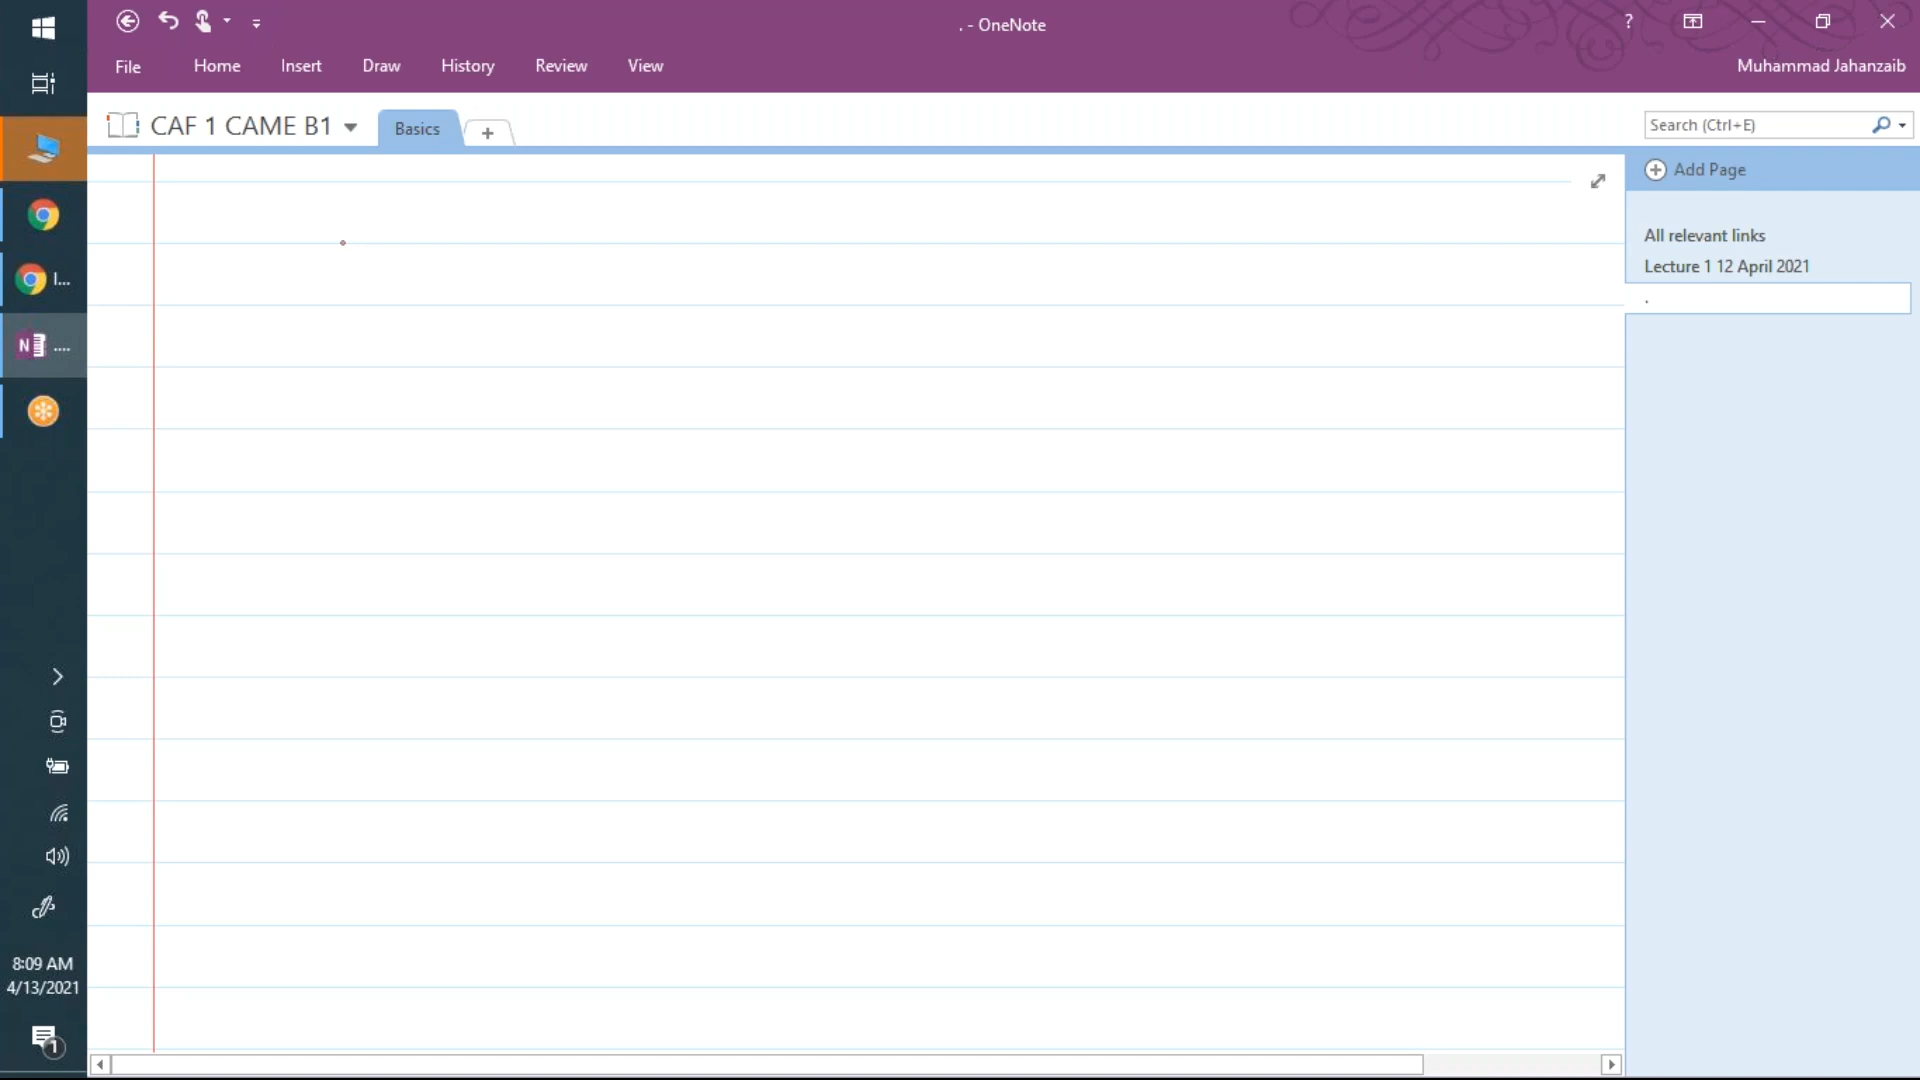 . - OneNote
?
File Home Insert Draw History Review View
Muhammad Jahanzaib
CAF 1 CAME B1
Basics
+
Search (Ctrl+E)
Add Page
All relevant links
Lecture 1 12 April 2021
.
I...
N ....
8:09 AM
4/13/2021
1